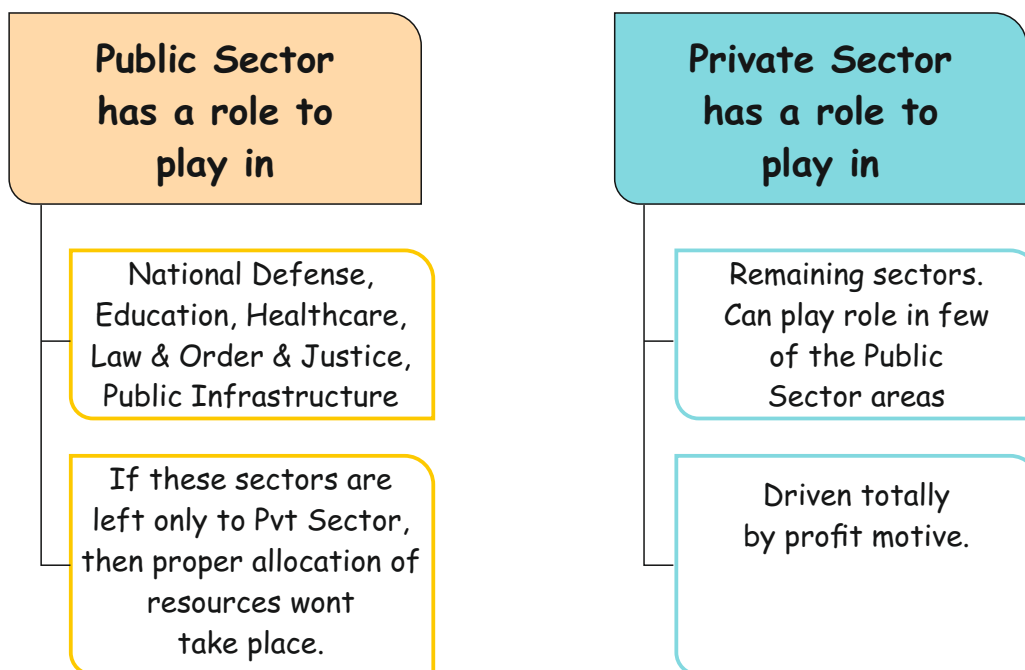 Public Sector
has a role to
play in
National Defense,
Education, Healthcare,
Law & Order & Justice,
Public Infrastructure
If these sectors are
left only to Pvt Sector,
then proper allocation of
resources wont
take place.
Private Sector
has a role to
play in
Remaining sectors.
Can play role in few
of the Public
Sector areas
Driven totally
by profit motive.